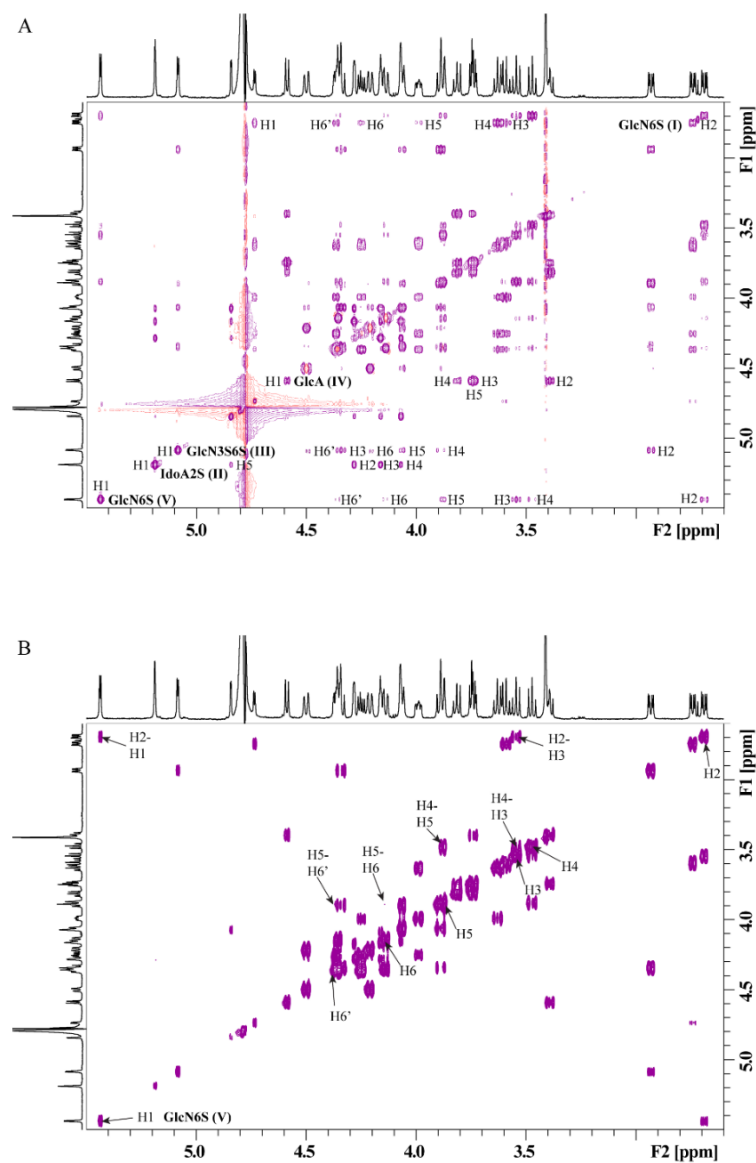 A
H1 H6' H6 H5 H4 H3 GlcN6S (I) H2
F1 [ppm]
3.5
4.0
H1 GlcA (IV) H4 H3 H2
H5
4.5
H1 GlcN3S6S (III) H6' H3 H6 H5 H4 H2
5.0
H1 IdoA2S (II) H5 H2 H3 H4
H1
GlcN6S (V) H6' H6 H5 H3 H4 H2
5.0 4.5 4.0 3.5 F2 [ppm]
B
H2-
H1
H2-
H3
H2
F1 [ppm]
H4-
H5
H4-
H3
3.5
H5-
H6'
H5-
H6
H4
H3
H5
4.0
H6
H6'
4.5
5.0
H1 GlcN6S (V)
5.0 4.5 4.0 3.5 F2 [ppm]